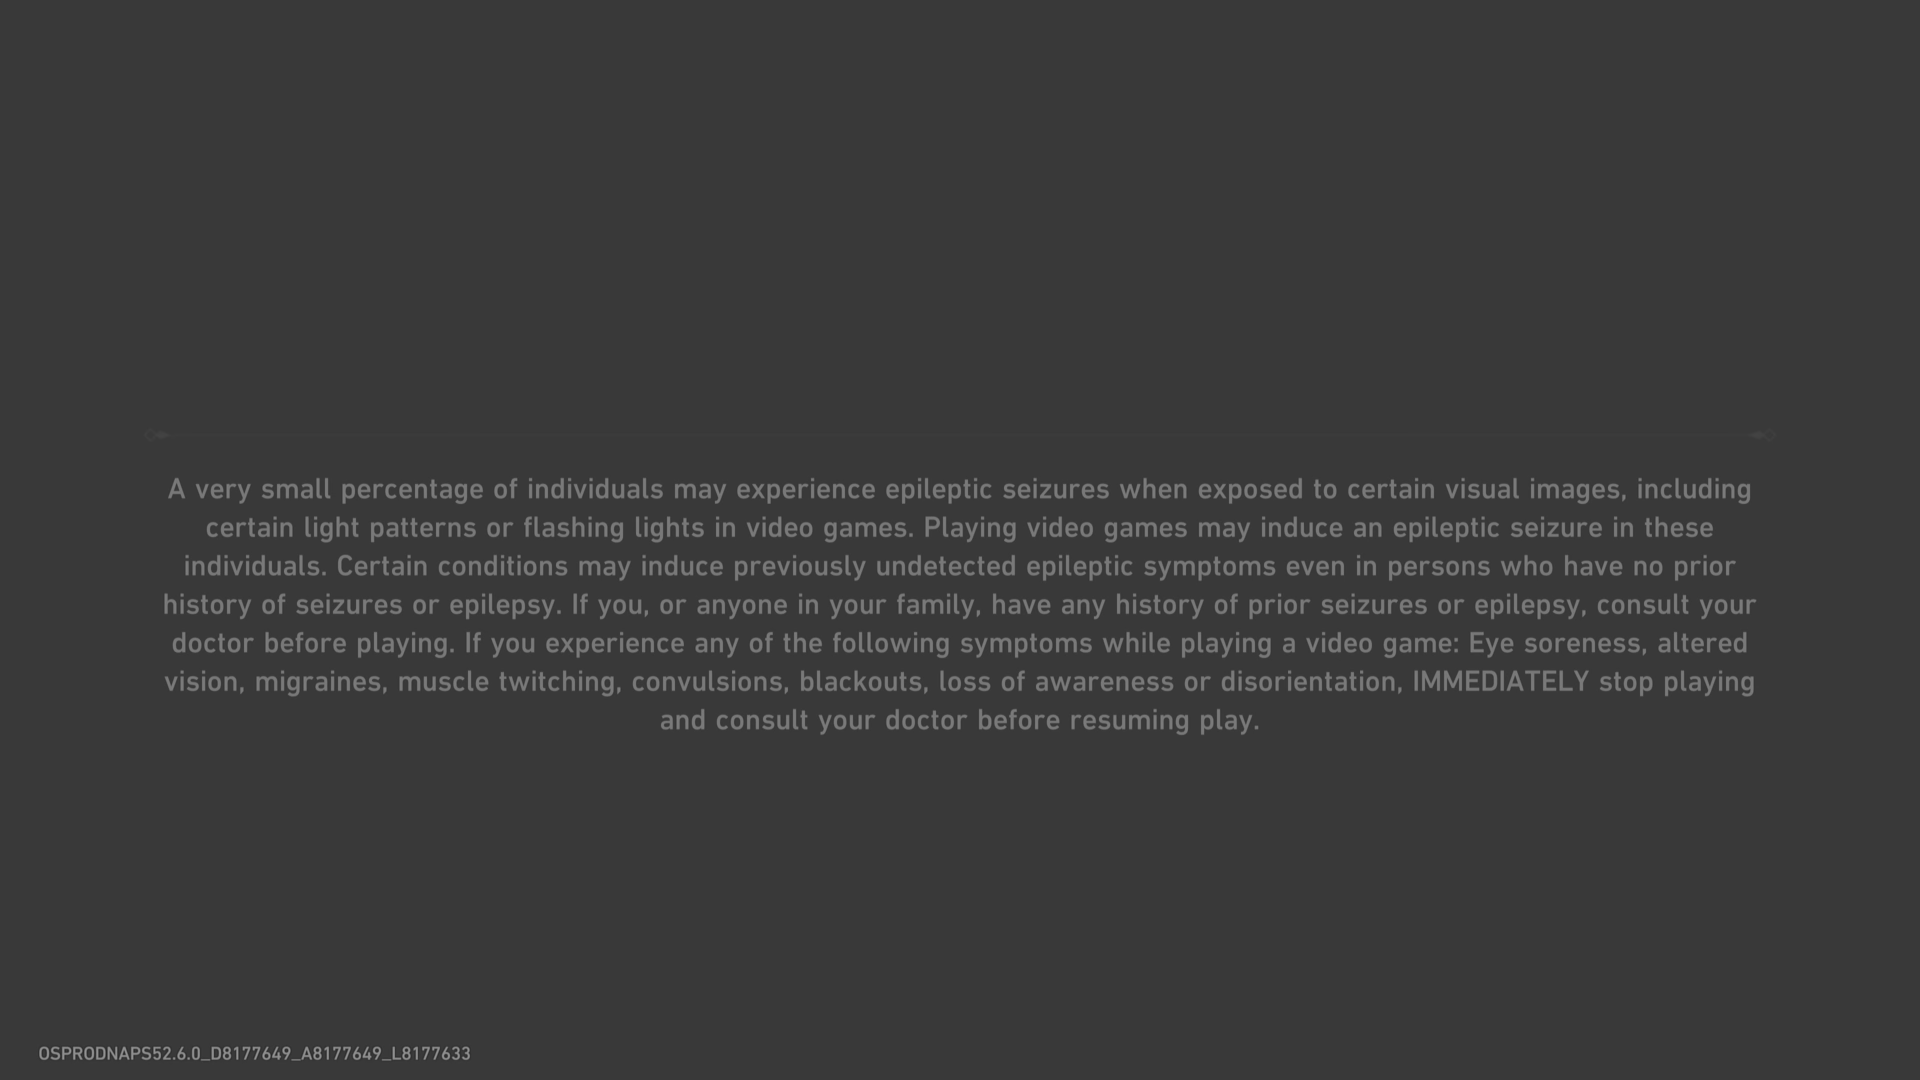 A very small percentage of individuals may experience epileptic seizures when exposed to certain visual images, including
certain light patterns or flashing lights in video games. Playing video games may induce an epileptic seizure in these
individuals. Certain conditions may induce previously undetected epileptic symptoms even in persons who have no prior
history of seizures or epilepsy. If you, or anyone in your family, have any history of prior seizures or epilepsy, consult your
doctor before playing. If you experience any of the following symptoms while playing a video game: Eye soreness, altered
vision, migraines, muscle twitching, convulsions, blackouts, loss of awareness or disorientation, IMMEDIATELY stop playing
and consult your doctor before resuming play.
OSPRODNAPS52.6.0_D8177649_A8177649_L8177633